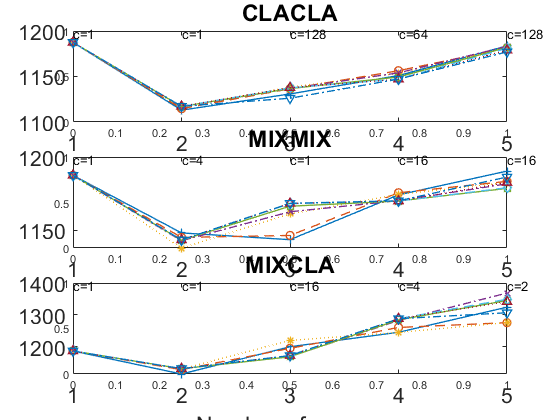 CLACLA
1200 c=1 c=1 c=128 c=64 c=128
1150 0.5
1100 0
0 0.1 0.2 0.3 0.4 0.6 0.7 0.8 0.9 1
1 2 3 4 5
MIXMIX
1200 c=1 c=4 c=1 c=16 c=16
0.5
1150
0
0 0.1 0.2 0.3 0.4 0.6 0.7 0.8 0.9 1
1 2 3 4 5
MIXCLA
1400 c=1 c=1 c=16 c=4 c=2
1300
0.5
1200
0
0 0.1 0.2 0.3 0.4 0.5 0.6 0.7 0.8 0.9 1
1 2 3 4 5